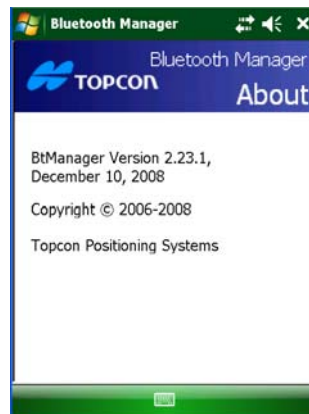 Bluetooth Manager
Bluetooth Manager
TOPCON
About
BtManager Version 2.23.1,
December 10, 2008
Copyright © 2006-2008
Topcon Positioning Systems